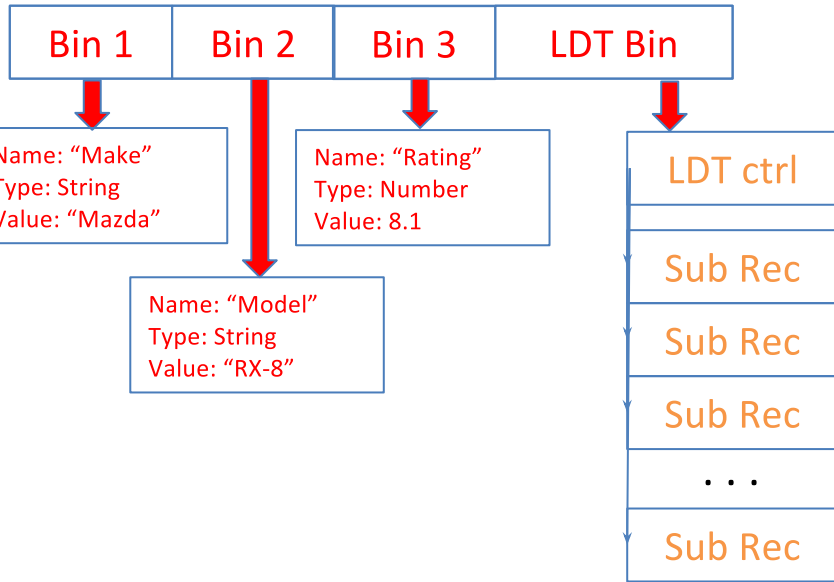 Bin 1
Bin 2
Bin 3
LDT Bin
Name: “Make”
Type: String
Value: “Mazda”
Name: “Rating”
Type: Number
Value: 8.1
LDT ctrl
Sub Rec
Name: “Model”
Type: String
Value: “RX-8”
Sub Rec
Sub Rec
. . .
Sub Rec